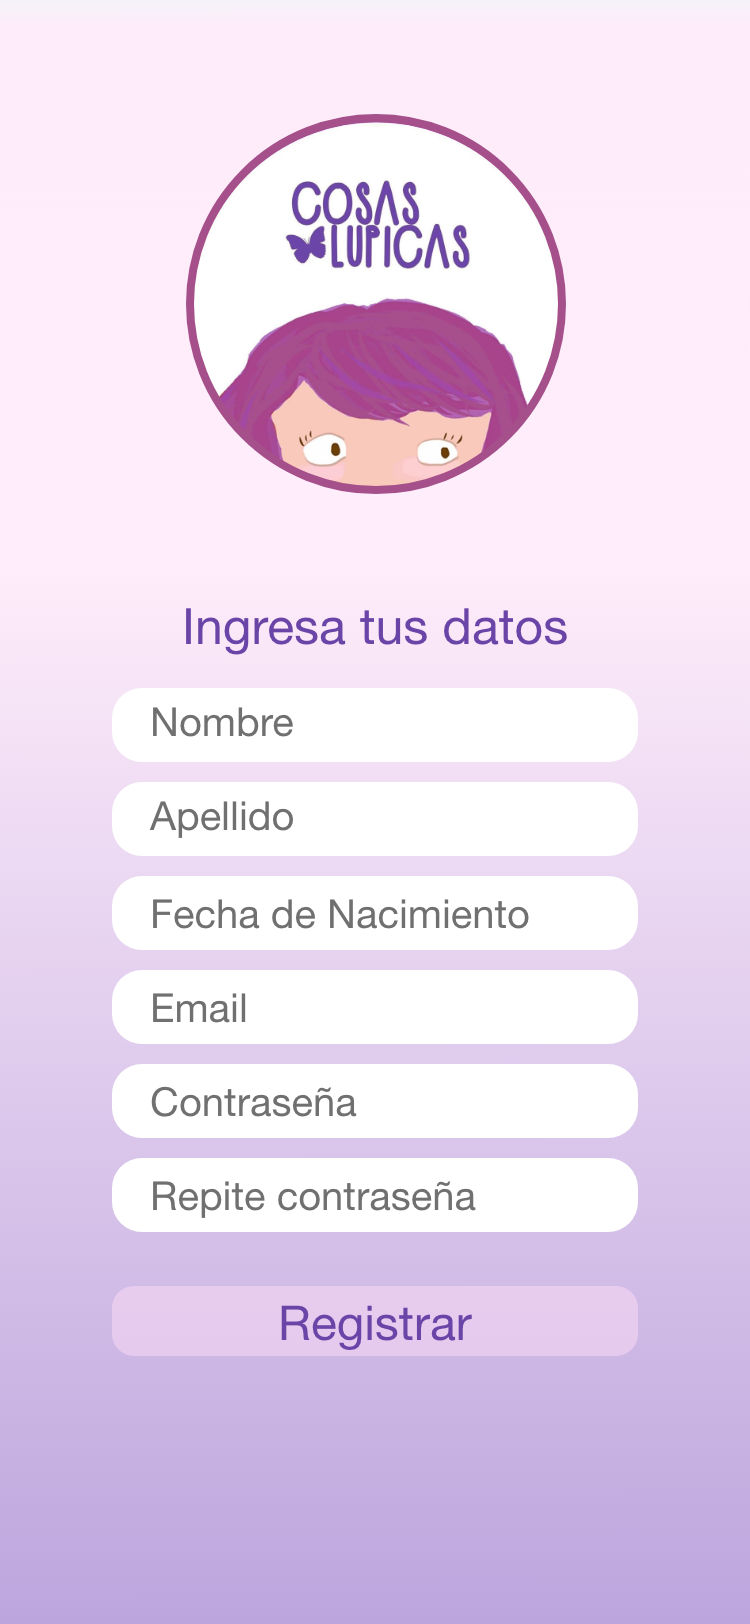 COSAS
LUPICAS
Ingresa tus datos
Nombre
Apellido
Fecha de Nacimiento
Email
Contraseña
Repite contraseña
Registrar